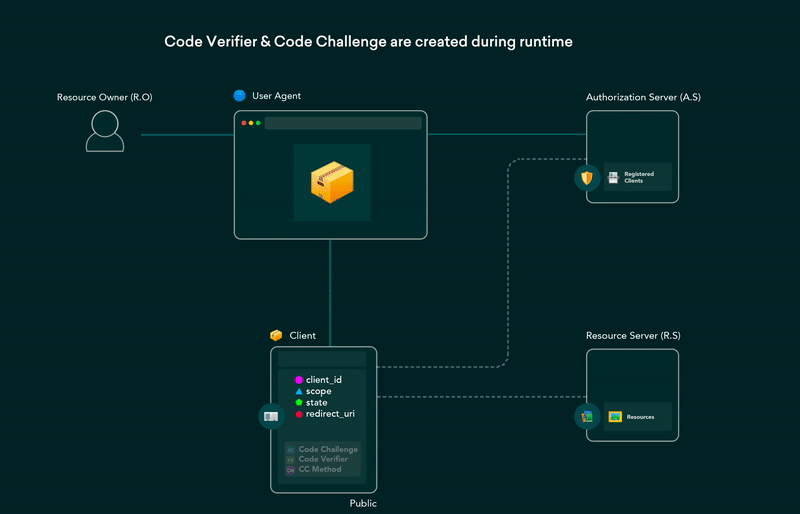 Code Verifier & Code Challenge are created during runtime
Resource Owner (R.O)
User Agent
Authorization Server (A.S)
Registered
Clients
Client
client_id
scope
state
redirect_uri
CC Code Challenge
CV Code Verifier
CM CC Method
Public
Resource Server (R.S)
Resources